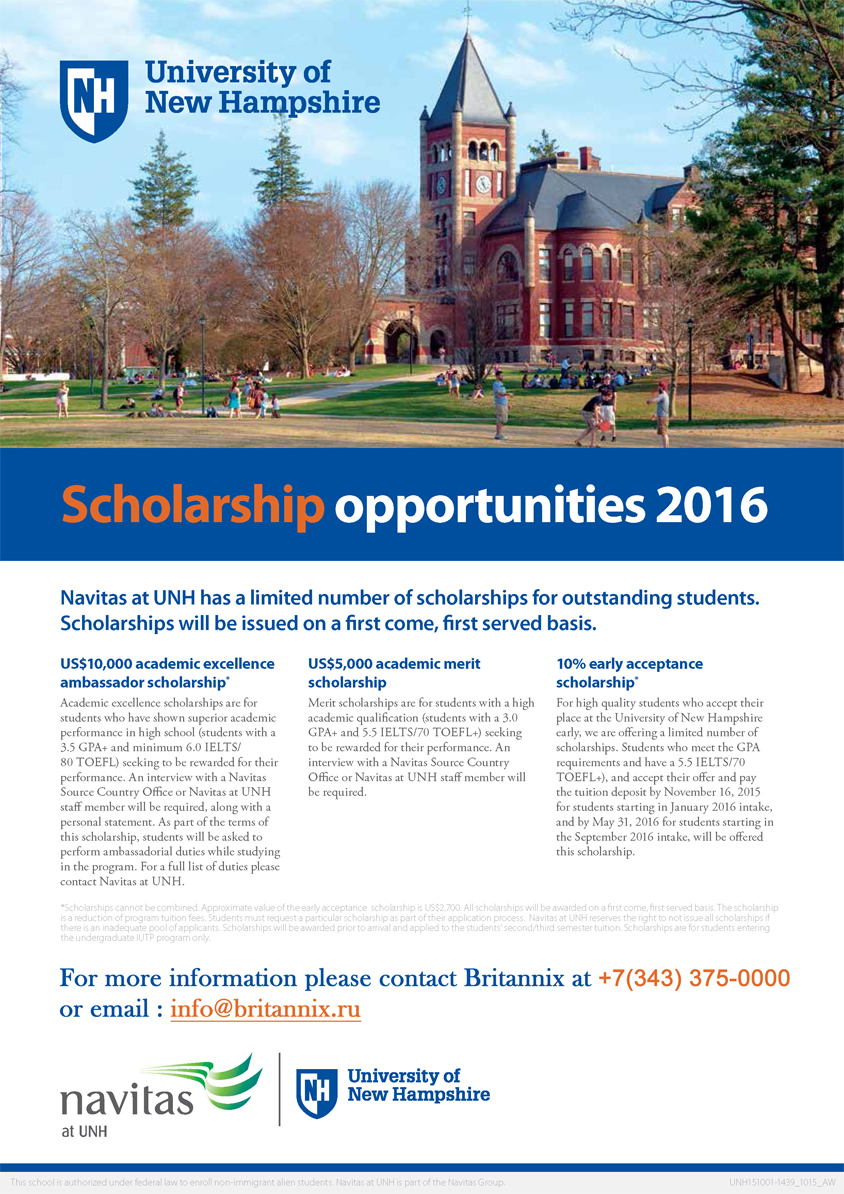 University of
New Hampshire
NH
Scholarship opportunities 2016
Navitas at UNH has a limited number of scholarships for outstanding students.
Scholarships will be issued on a first come, first served basis.
US$10,000 academic excellence
ambassador scholarship*
Academic excellence scholarships are for
students who have shown superior academic
performance in high school (students with a
3.5 GPA+ and minimum 6.0 IELTS/
80 TOEFL) seeking to be rewarded for their
performance. An interview with a Navitas
Source Country Office or Navitas at UNH
staff member will be required, along with a
personal statement. As part of the terms of
this scholarship, students will be asked to
perform ambassadorial duties while studying
in the program. For a full list of duties please
contact Navitas at UNH.
US$5,000 academic merit
scholarship
Merit scholarships are for students with a high
academic qualification (students with a 3.0
GPA+ and 5.5 IELTS/70 TOEFL+) seeking
to be rewarded for their performance. An
interview with a Navitas Source Country
Office or Navitas at UNH staff member will
be required.
10% early acceptance
scholarship*
For high quality students who accept their
place at the University of New Hampshire
early, we are offering a limited number of
scholarships. Students who meet the GPA
requirements and have a 5.5 IELTS/70
TOEFL+), and accept their offer and pay
the tuition deposit by November 16, 2015
for students starting in January 2016 intake,
and by May 31, 2016 for students starting in
the September 2016 intake, will be offered
this scholarship.
*Scholarships cannot be combined. Approximate value of the early acceptance scholarship is US$2,700. All scholarships will be awarded on a first come, first served basis. The scholarship
is a reduction of program tuition fees. Students must request a particular scholarship as part of their application process. Navitas at UNH reserves the right to not issue all scholarships if
there is an inadequate pool of applicants. Scholarships will be awarded prior to arrival and applied to the students' second/third semester tuition. Scholarships are for students entering
the undergraduate IUTP program only.
For more information please contact Britannix at +7(343) 375-0000
or email : info@britannix.ru
navitas
at UNH
NH
University of
New Hampshire
This school is authorized under federal law to enroll non-immigrant alien students. Navitas at UNH is part of the Navitas Group.
UNH151001-1439_1015_AW